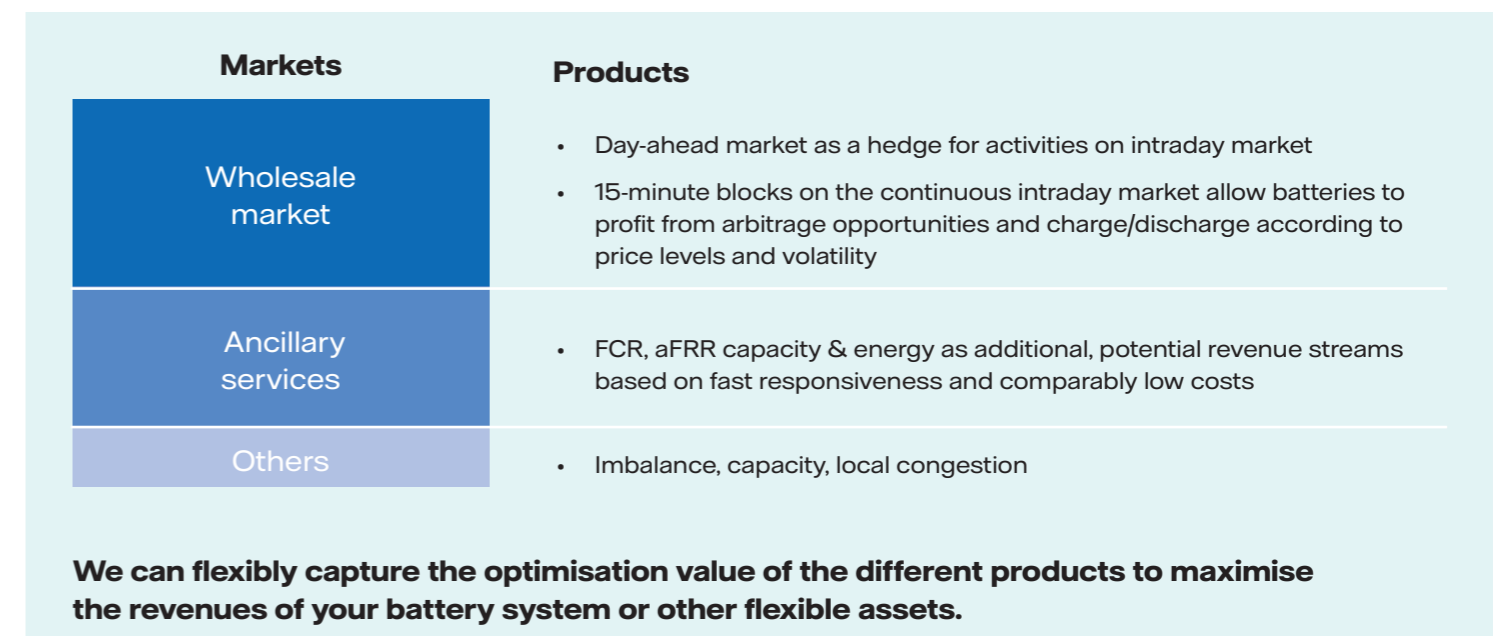 Markets
Products
Wholesale
market
• Day-ahead market as a hedge for activities on intraday market
• 15-minute blocks on the continuous intraday market allow batteries to
profit from arbitrage opportunities and charge/discharge according to
price levels and volatility
Ancillary
services
• FCR, aFRR capacity & energy as additional, potential revenue streams
based on fast responsiveness and comparably low costs
Others
• Imbalance, capacity, local congestion
We can flexibly capture the optimisation value of the different products to maximise
the revenues of your battery system or other flexible assets.